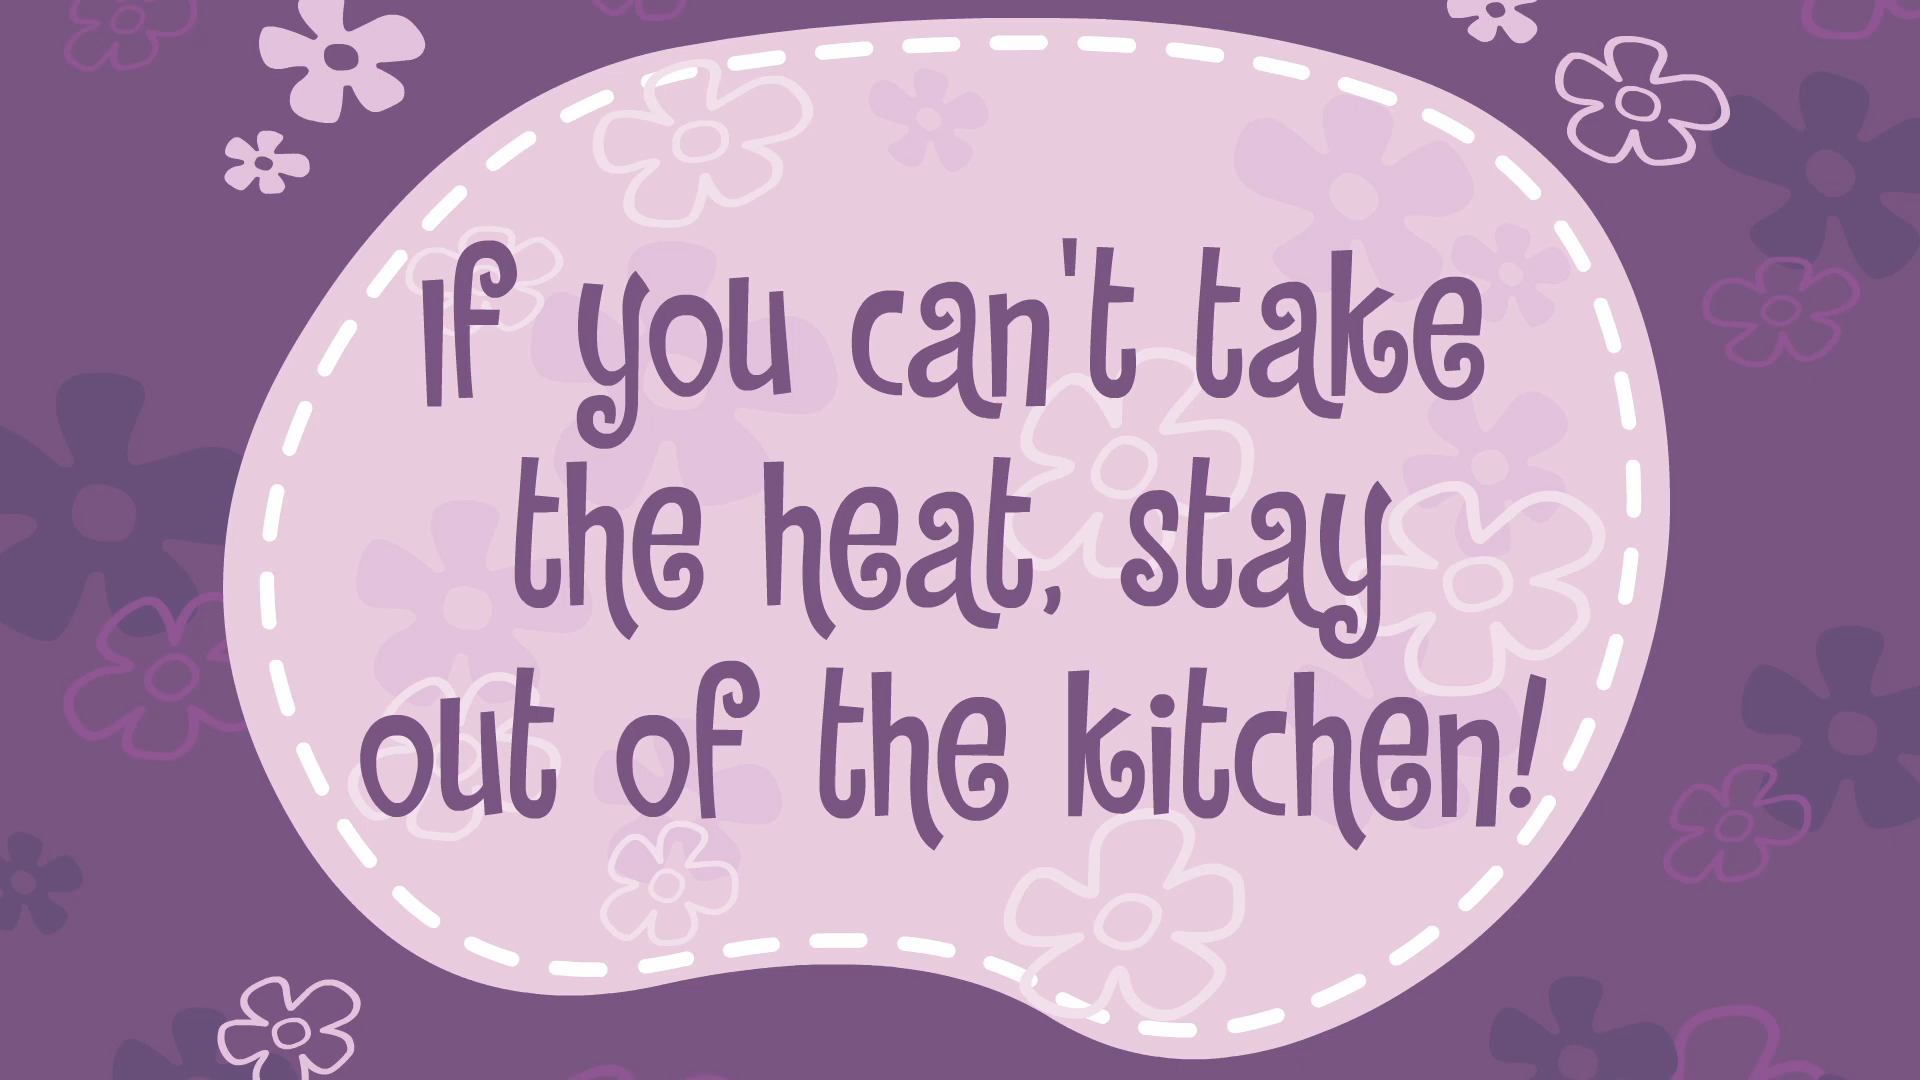 If you can't take
the heat, stay
out of the kitchen!